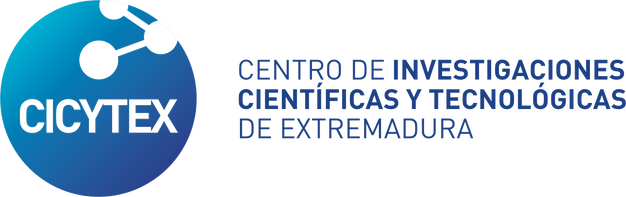 CICYTEX
CENTRO DE INVESTIGACIONES
CIENTÍFICAS Y TECNOLÓGICAS
DE EXTREMADURA